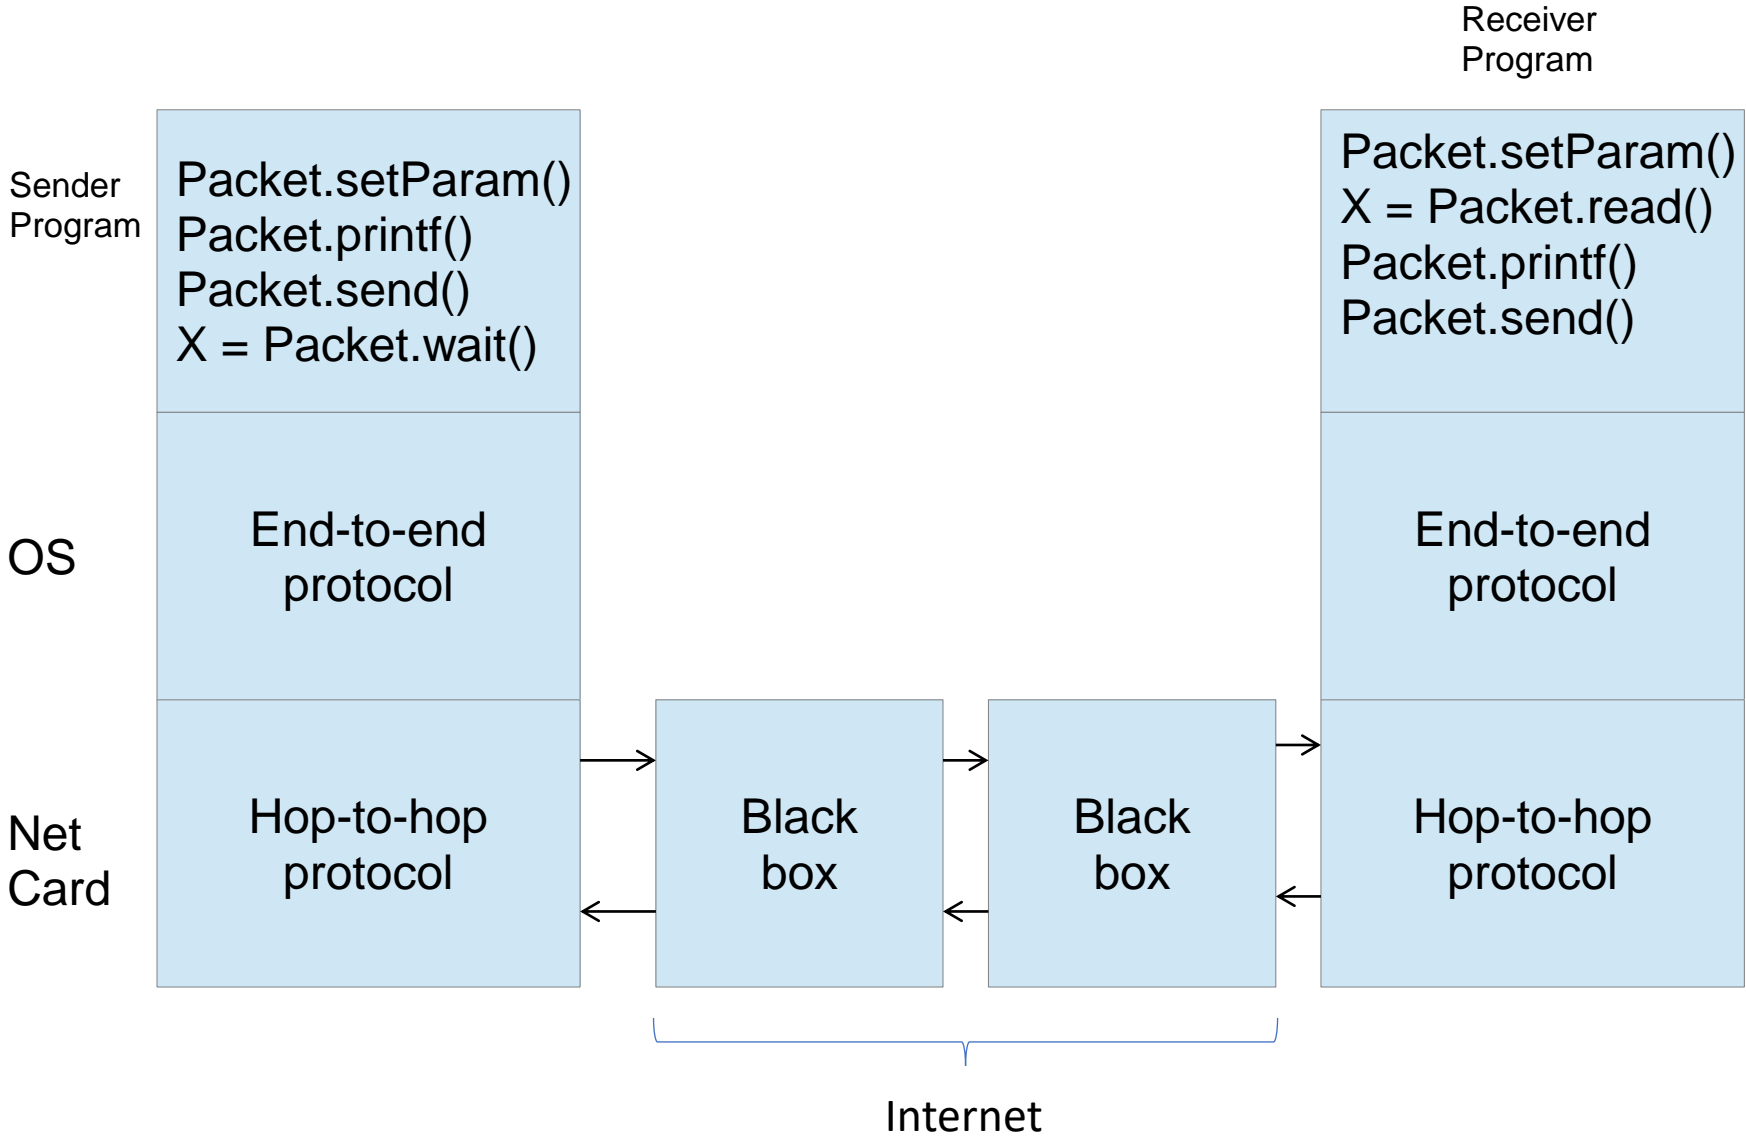 Receiver
Program
Sender
Program
Packet.setParam()
Packet.printf()
Packet.send()
X = Packet.wait()
Packet.setParam()
X = Packet.read()
Packet.printf()
Packet.send()
OS
End-to-end
protocol
End-to-end
protocol
Net
Card
Hop-to-hop
protocol
Black
box
Black
box
Hop-to-hop
protocol
Internet